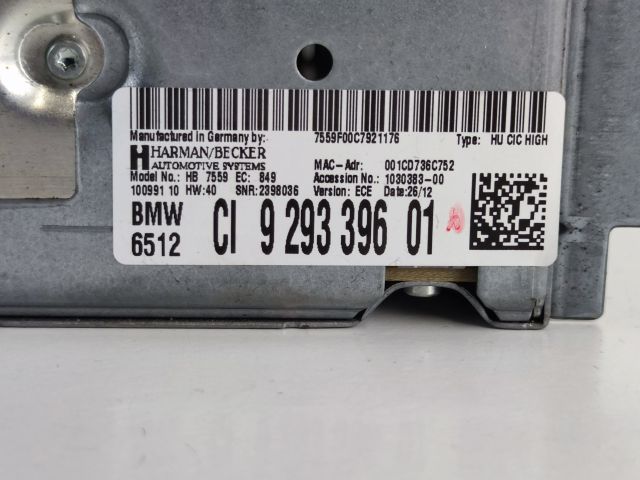 Manufactured in Germany by: 7559F00C7921176 Type: HU CIC HIGH
HARMAN/BECKER
AUTOMOTIVE SYSTEMS
MAC-Adr: 001CD736C752
Model No.: HB 7559 EC: 849 Accession No.: 1030383-00
10099110 HW:40 SNR:2398036 Version: ECE Date:26/12
BMW
6512
CI 9 293 396 01